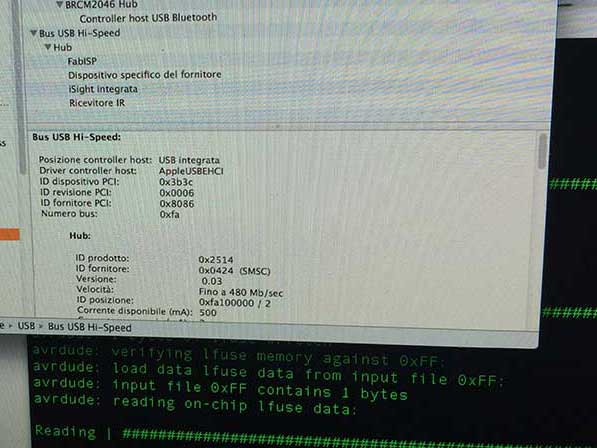 BRCM2046 Hub
Controller host USB Bluetooth
Bus USB Hi-Speed
Hub
FabISP
Dispositivo specifico del fornitore
iSight integrata
Ricevitore IR
Bus USB Hi-Speed:
Posizione controller host: USB integrata
Driver controller host: AppleUSBEHCI
ID dispositivo PCI: 0x3b3c
ID revisione PCI: 0x0006
ID fornitore PCI: 0x8086
Numero bus: 0xfa
Hub:
ID prodotto: 0x2514
ID fornitore: 0x0424 (SMSC)
Versione: 0.03
Velocità: Fino a 480 Mb/sec
ID posizione: 0xfa100000 / 2
Corrente disponibile (mA): 500
USB ▸ Bus USB Hi-Speed
avrdude: verifying lfuse memory against 0xFF:
avrdude: load data lfuse data from input file 0xFF:
avrdude: input file 0xFF contains 1 bytes
avrdude: reading on-chip lfuse data:
Reading | ####################################